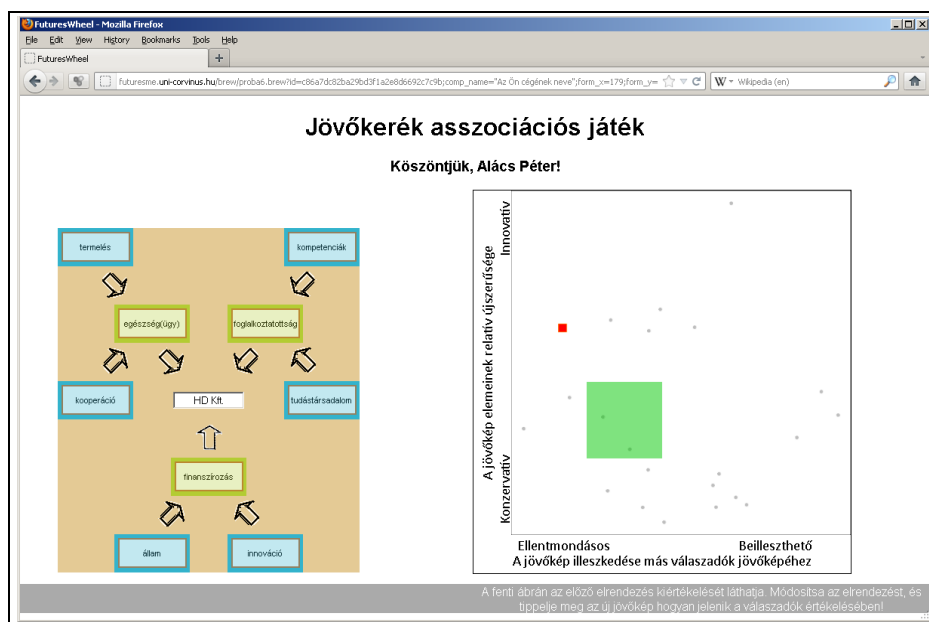 FuturesWheel - Mozilla Firefox
File Edit View History Bookmarks Tools Help
FuturesWheel
futuresme.uni-corvinus.hu/brew/proba6.brew?id=c86a7dc82ba29bd3f1a2e8d6692c7c9b;comp_name="Az Ön cégének neve";form_x=179;form_y=
W Wikipedia (en)
Jövőkerék asszociációs játék
Köszöntjük, Alács Péter!
termelés
kompetenciák
egészség(ügy)
foglalkoztatottság
kooperáció
HD Kft.
tudástársadalom
finanszírozás
állam
innováció
Innovatív
A jövőkép elemeinek relatív újszerűsége
Konzervatív
Ellentmondásos
Beilleszthető
A jövőkép illeszkedése más válaszadók jövőképéhez
A fenti ábrán az előző elrendezés kiértékelését láthatja. Módosítsa az elrendezést, és
tippelje meg az új jövőkép hogyan jelenik a válaszadók értékelésében!